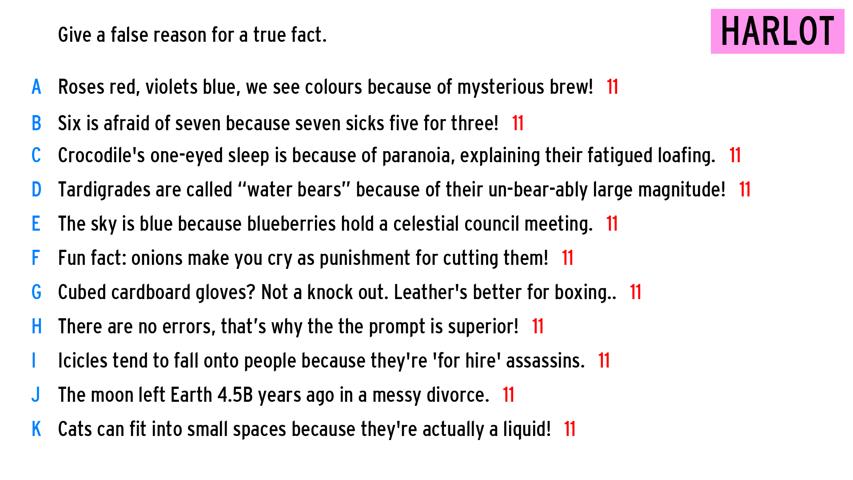 Give a false reason for a true fact.
HARLOT
A Roses red, violets blue, we see colours because of mysterious brew! 11
B Six is afraid of seven because seven sicks five for three! 11
C Crocodile's one-eyed sleep is because of paranoia, explaining their fatigued loafing. 11
D Tardigrades are called “water bears” because of their un-bear-ably large magnitude! 11
E The sky is blue because blueberries hold a celestial council meeting. 11
F Fun fact: onions make you cry as punishment for cutting them! 11
G Cubed cardboard gloves? Not a knock out. Leather's better for boxing.. 11
H There are no errors, that’s why the the prompt is superior! 11
I Icicles tend to fall onto people because they're 'for hire' assassins. 11
J The moon left Earth 4.5B years ago in a messy divorce. 11
K Cats can fit into small spaces because they're actually a liquid! 11